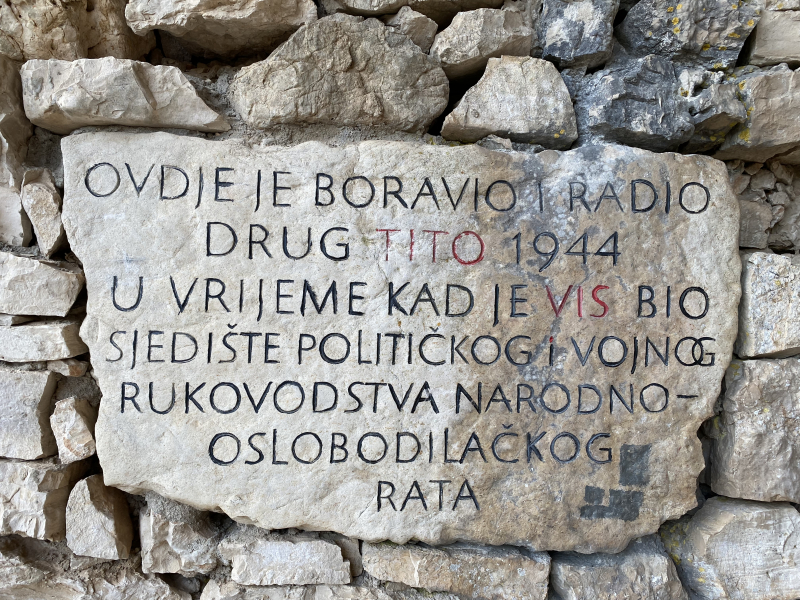 OVDJE JE BORAVIO I RADIO
DRUG TITO 1944
U VRIJEME KAD JE VIS BIO
SJEDIŠTE POLITIČKOG i VOJNOG
RUKOVODSTVA NARODNO–
OSLOBODILAČKOG
RATA